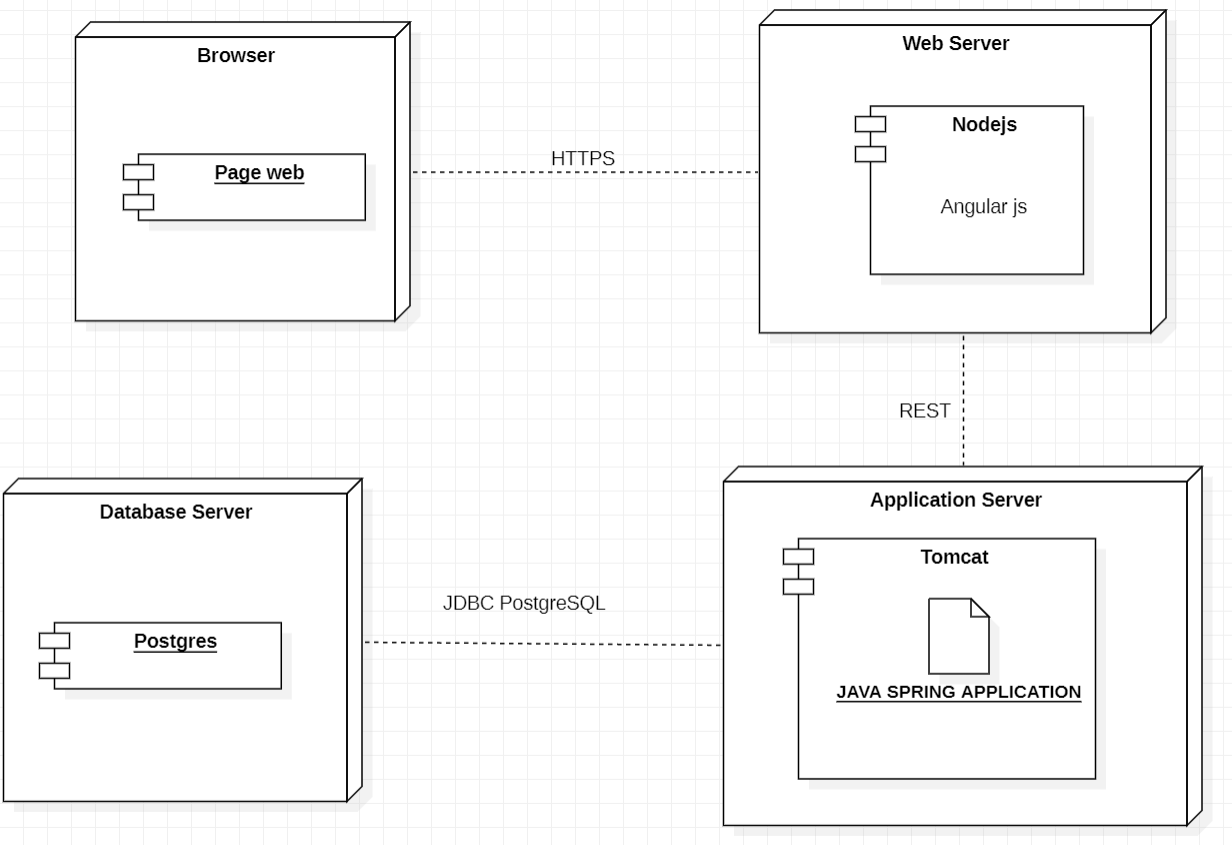 Browser
Page web
HTTPS
Web Server
Nodejs
Angular js
REST
Database Server
Postgres
JDBC PostgreSQL
Application Server
Tomcat
JAVA SPRING APPLICATION